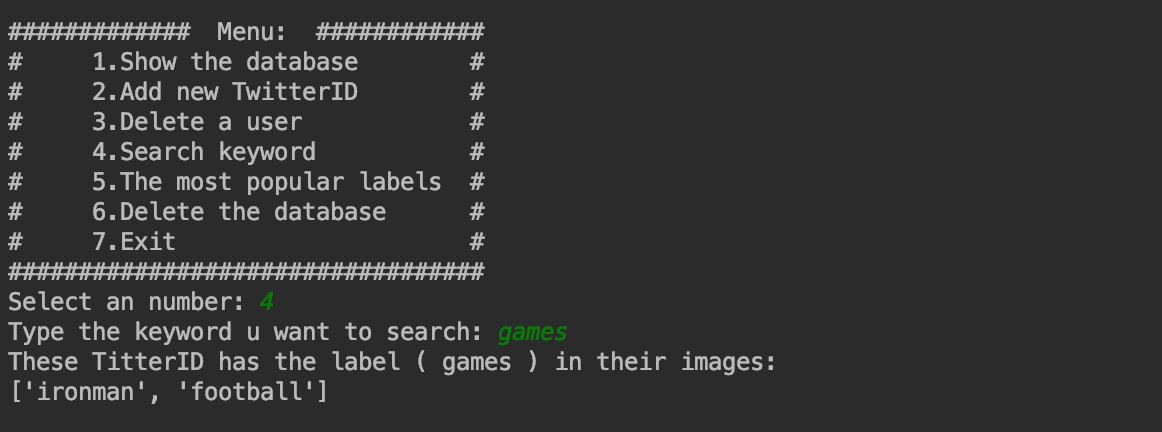 ############# Menu: ############
# 1.Show the database #
# 2.Add new TwitterID #
# 3.Delete a user #
# 4.Search keyword #
# 5.The most popular labels #
# 6.Delete the database #
# 7.Exit #
##################################
Select an number: 4
Type the keyword u want to search: games
These TitterID has the label ( games ) in their images:
['ironman', 'football']